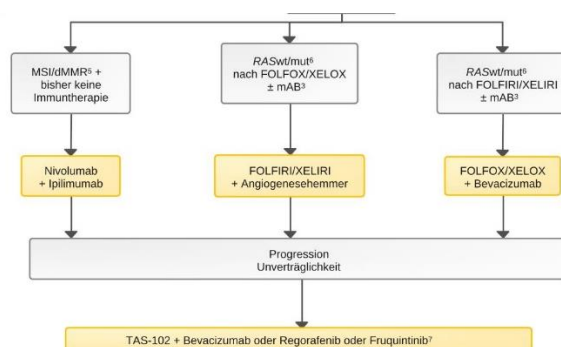 MSI/dMMR⁵ +
bisher keine
Immuntherapie
RASwt/mut⁶
nach FOLFOX/XELOX
± mAB³
RASwt/mut⁶
nach FOLFIRI/XELIRI
± mAB³
Nivolumab
+ Ipilimumab
FOLFIRI/XELIRI
+ Angiogenesehemmer
FOLFOX/XELOX
+ Bevacizumab
Progression
Unverträglichkeit
TAS-102 + Bevacizumab oder Regorafenib oder Fruquintinib⁷